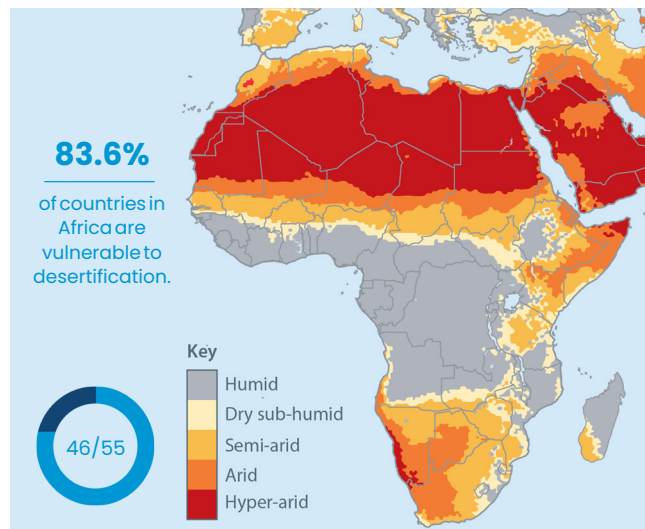 83.6%
of countries in
Africa are
vulnerable to
desertification.
46/55
Key
Humid
Dry sub-humid
Semi-arid
Arid
Hyper-arid